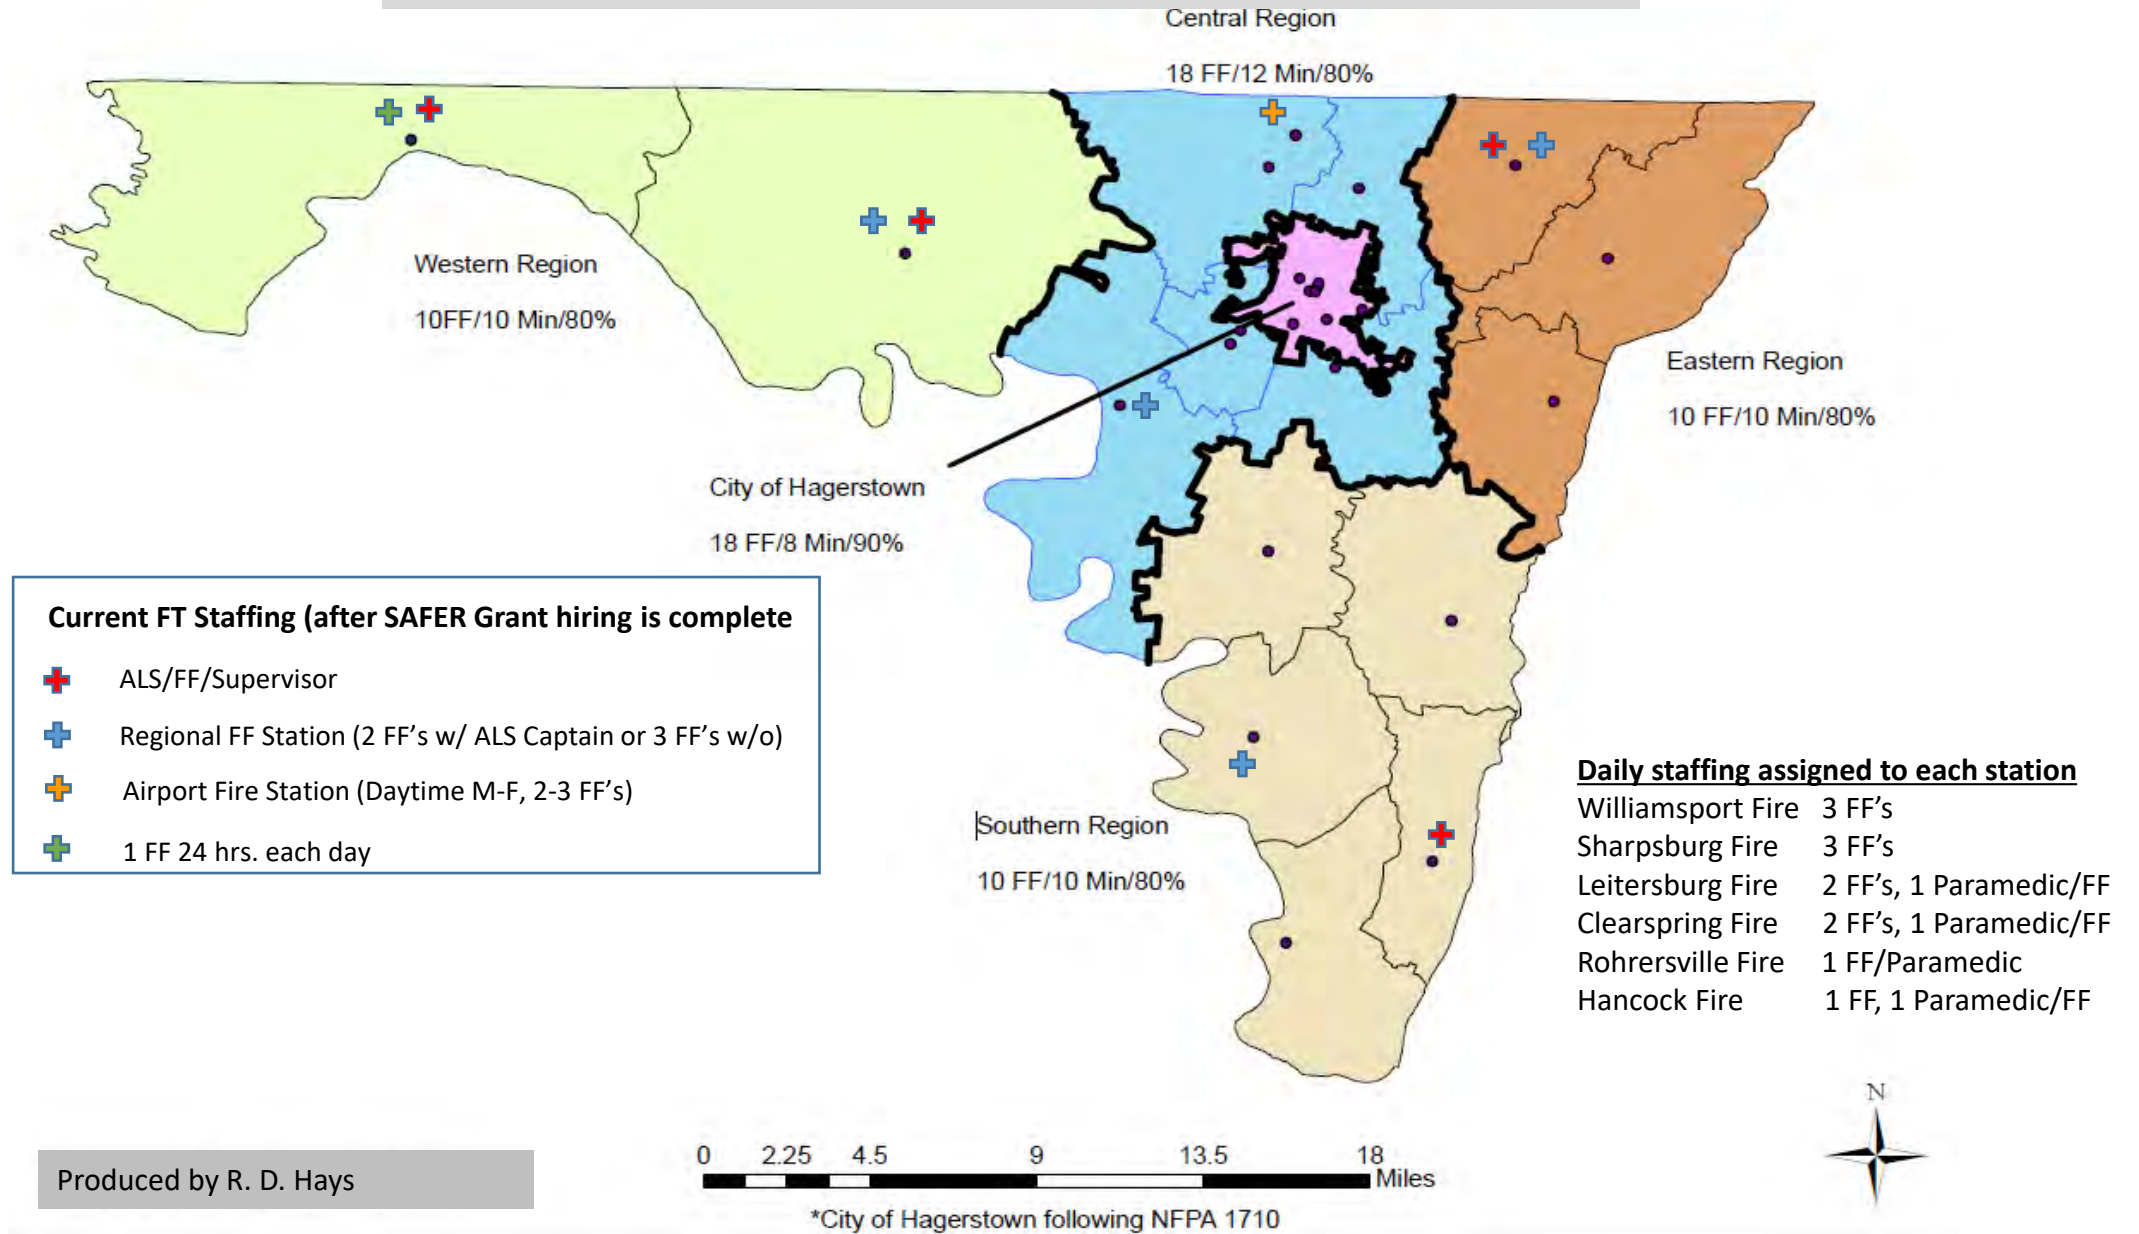 Central Region
18 FF/12 Min/80%
Western Region
10FF/10 Min/80%
Eastern Region
10 FF/10 Min/80%
City of Hagerstown
18 FF/8 Min/90%
Current FT Staffing (after SAFER Grant hiring is complete
ALS/FF/Supervisor
Regional FF Station (2 FF’s w/ ALS Captain or 3 FF’s w/o)
Airport Fire Station (Daytime M-F, 2-3 FF’s)
1 FF 24 hrs. each day
Southern Region
10 FF/10 Min/80%
Daily staffing assigned to each station
Williamsport Fire 3 FF’s
Sharpsburg Fire 3 FF’s
Leitersburg Fire 2 FF’s, 1 Paramedic/FF
Clearspring Fire 2 FF’s, 1 Paramedic/FF
Rohrersville Fire 1 FF/Paramedic
Hancock Fire 1 FF, 1 Paramedic/FF
N
Produced by R. D. Hays
0 2.25 4.5 9 13.5 18
Miles
*City of Hagerstown following NFPA 1710